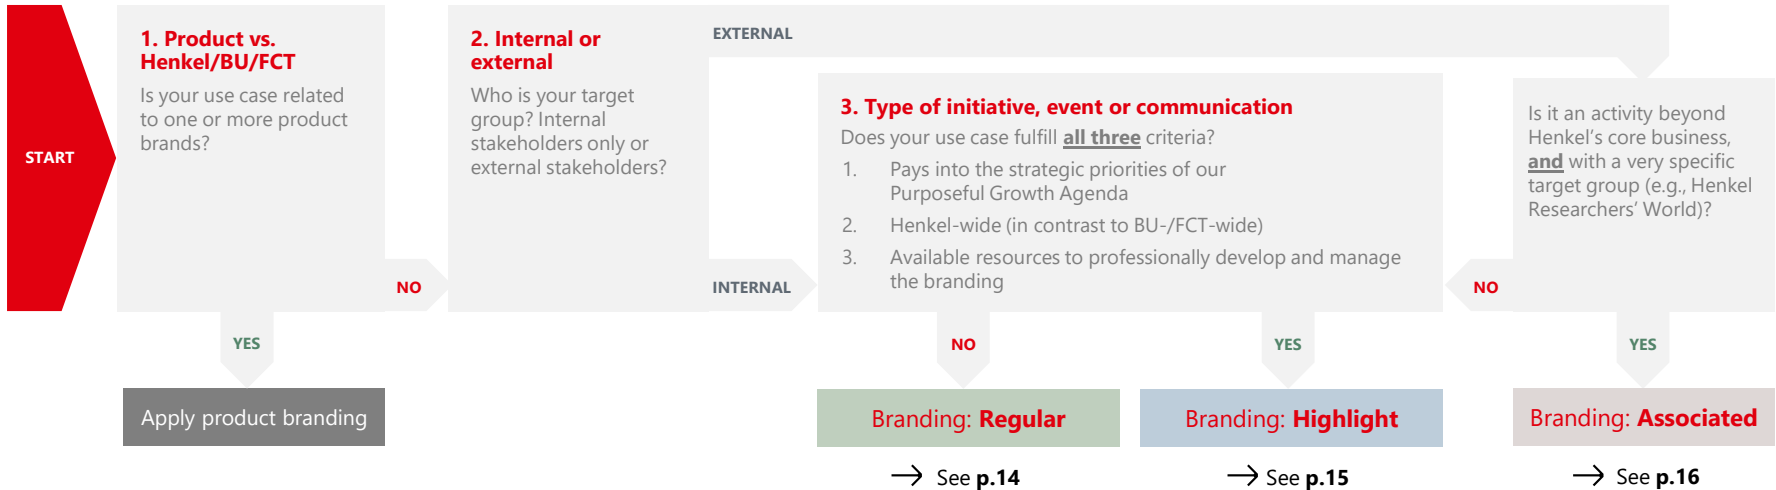 START
1. Product vs.
Henkel/BU/FCT
Is your use case related
to one or more product
brands?
NO
YES
Apply product branding
2. Internal or
external
Who is your target
group? Internal
stakeholders only or
external stakeholders?
EXTERNAL
INTERNAL
3. Type of initiative, event or communication
Does your use case fulfill all three criteria?
1. Pays into the strategic priorities of our
Purposeful Growth Agenda
2. Henkel-wide (in contrast to BU-/FCT-wide)
3. Available resources to professionally develop and manage
the branding
NO
YES
Branding: Regular
→ See p.14
Branding: Highlight
→ See p.15
Is it an activity beyond
Henkel’s core business,
and with a very specific
target group (e.g., Henkel
Researchers’ World)?
NO
YES
Branding: Associated
→ See p.16